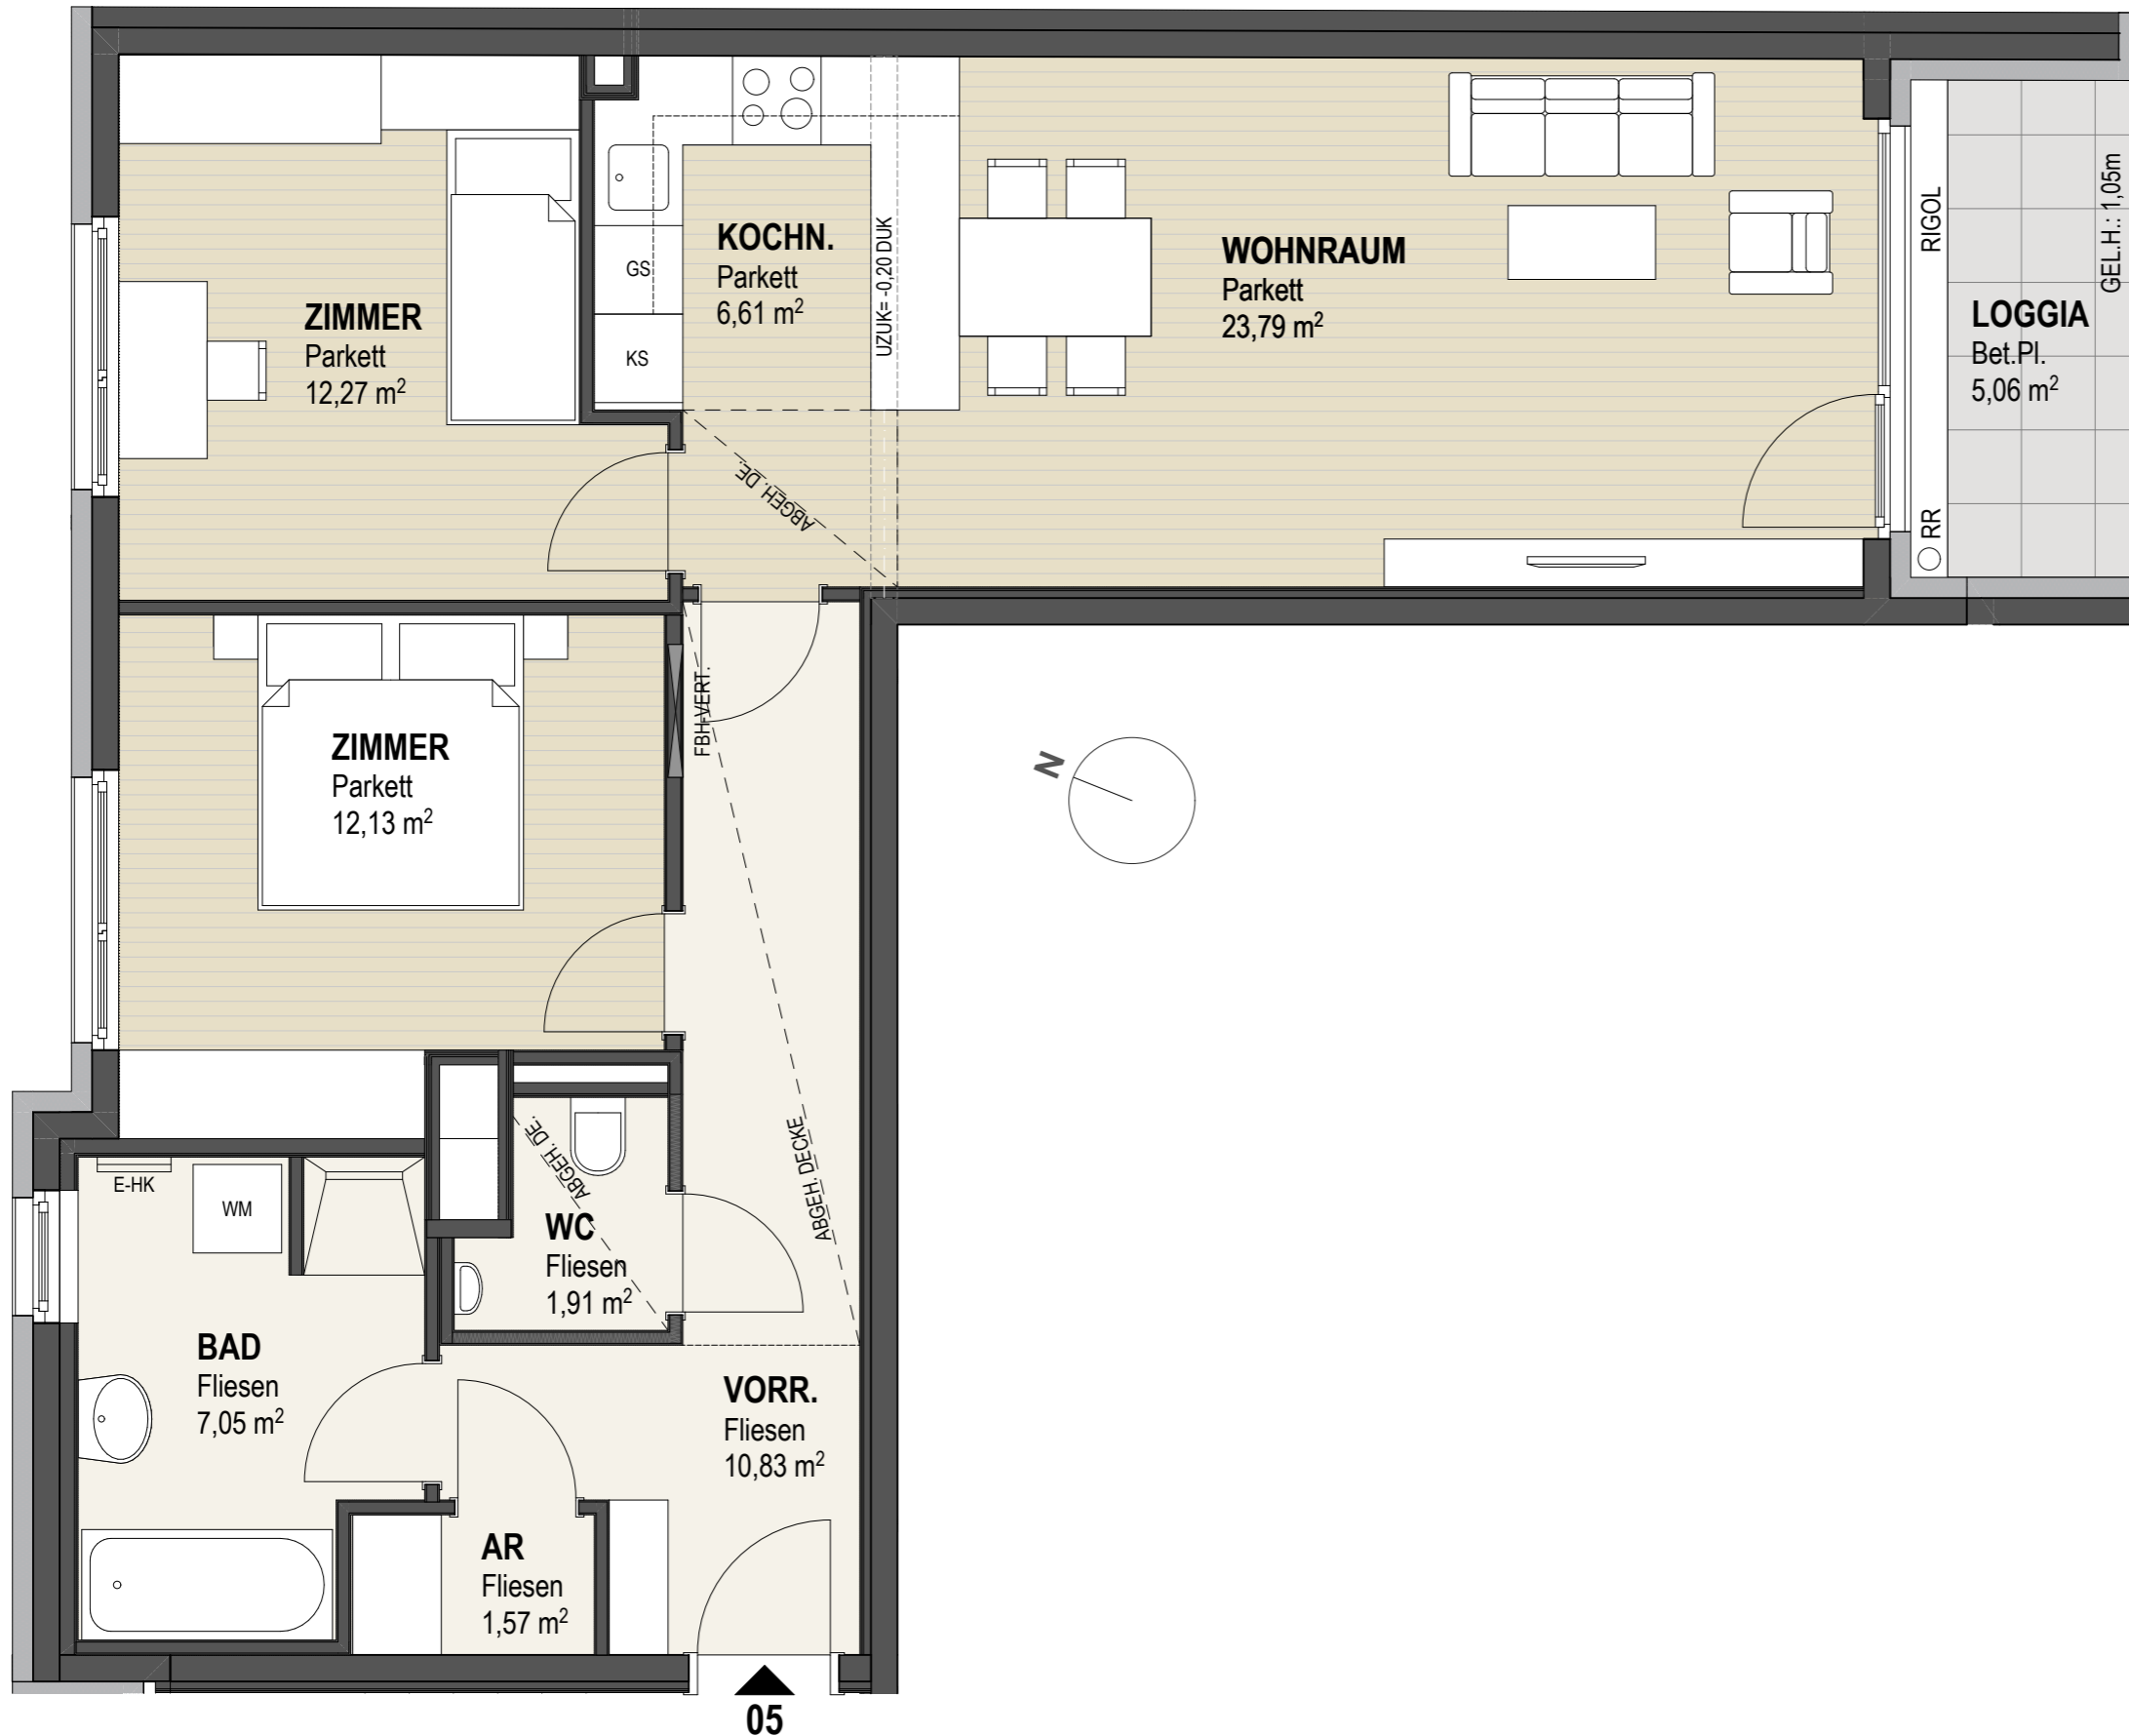 KOCHN.
Parkett
6,61 m²
GS
KS
UZUK= -0,20 DUK
WOHNRAUM
Parkett
23,79 m²
RIGOL
GEL.H.: 1,05m
LOGGIA
Bet.Pl.
5,06 m²
RR
ZIMMER
Parkett
12,27 m²
ABGEH. DE.
ZIMMER
Parkett
12,13 m²
FBH-VERT.
N
ABGEH. DECKE
ABGEH. DE.
E-HK
WM
WC
Fliesen
1,91 m²
BAD
Fliesen
7,05 m²
VORR.
Fliesen
10,83 m²
AR
Fliesen
1,57 m²
05